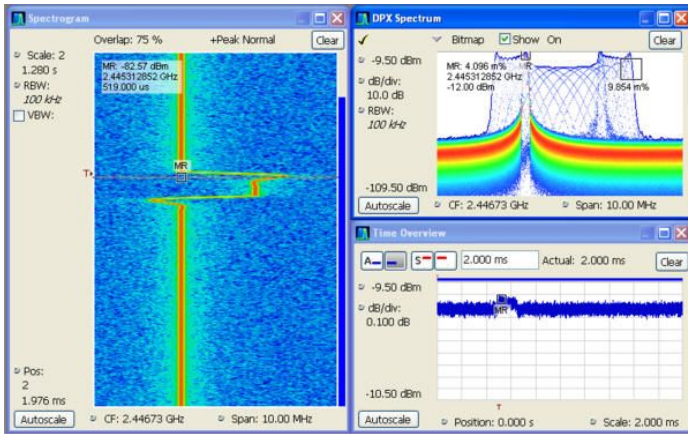 Spectrogram
Overlap: 75 % +Peak Normal Clear
Scale: 2
1.280 s
RBW:
100 kHz
VBW:
MR: -82.57 dBm
2.445312852 GHz
519.000 us
MR
T
Pos:
2
1.976 ms
Autoscale CF: 2.44673 GHz Span: 10.00 MHz
DPX Spectrum
Bitmap Show On Clear
-9.50 dBm
dB/div:
10.0 dB
RBW:
100 kHz
-109.50 dBm
MR: 4.096 m%
2.445312852 GHz
-12.00 dBm
MR
9.854 m%
Autoscale CF: 2.44673 GHz Span: 10.00 MHz
Time Overview
A S 2.000 ms Actual: 2.000 ms Clear
-9.50 dBm
dB/div:
0.100 dB
-10.50 dBm
MR
T
Autoscale Position: 0.000 s Scale: 2.000 ms